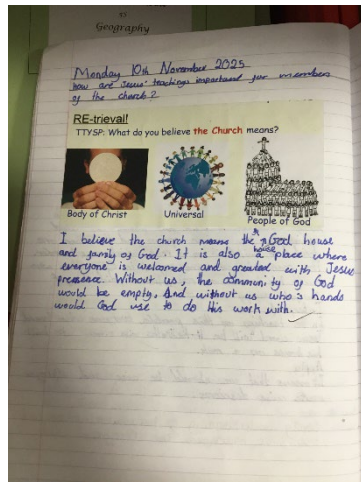 Geography
Monday 10th November 2025
how are Jesus' teachings important for members
of the church?
RE-trieval!
TTYSP: What do you believe the Church means?
Body of Christ
Universal
People of God
I believe the church means the God house
and family of God. It is also a place where
house
everyone is welcomed and greated with Jesus
presence. Without us, the community of God
would be empty, And without us who's hands
would God use to do His work with.